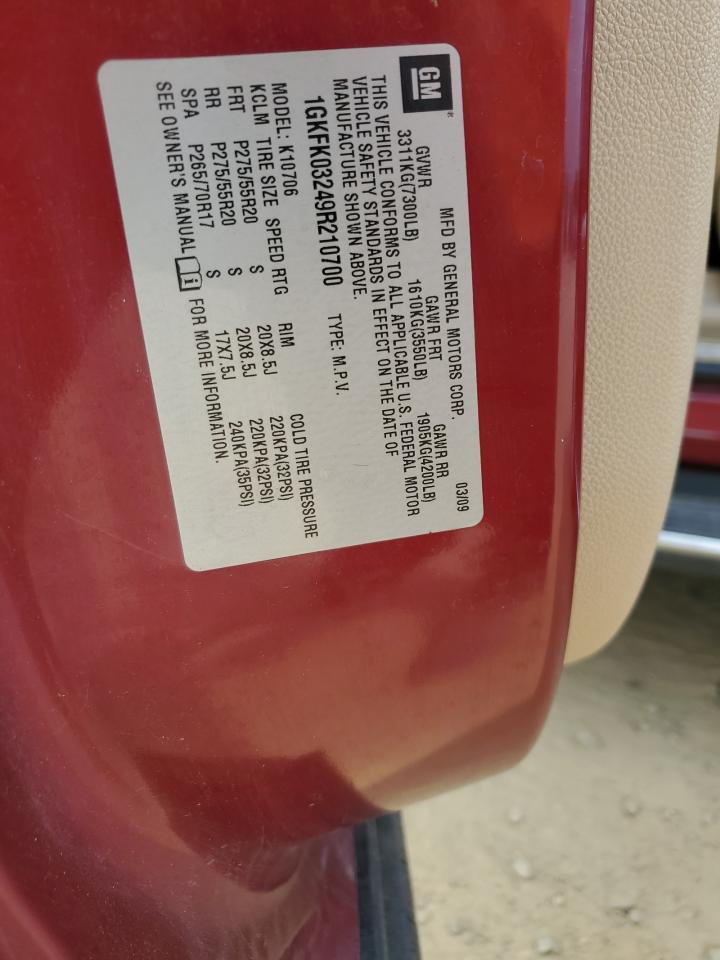 GM®
MFD BY GENERAL MOTORS CORP. 03/09
GVWR GAWR FRT GAWR RR
3311KG(7300LB) 1610KG(3550LB) 1905KG(4200LB)
THIS VEHICLE CONFORMS TO ALL APPLICABLE U.S. FEDERAL MOTOR
VEHICLE SAFETY STANDARDS IN EFFECT ON THE DATE OF
MANUFACTURE SHOWN ABOVE.
1GKFK03249R210700 TYPE: M.P.V.
MODEL: K10706
KCLM TIRE SIZE SPEED RTG RIM COLD TIRE PRESSURE
FRT P275/55R20 S 20X8.5J 220KPA(32PSI)
RR P275/55R20 S 20X8.5J 220KPA(32PSI)
SPA P265/70R17 S 17X7.5J 240KPA(35PSI)
SEE OWNER'S MANUAL i FOR MORE INFORMATION.